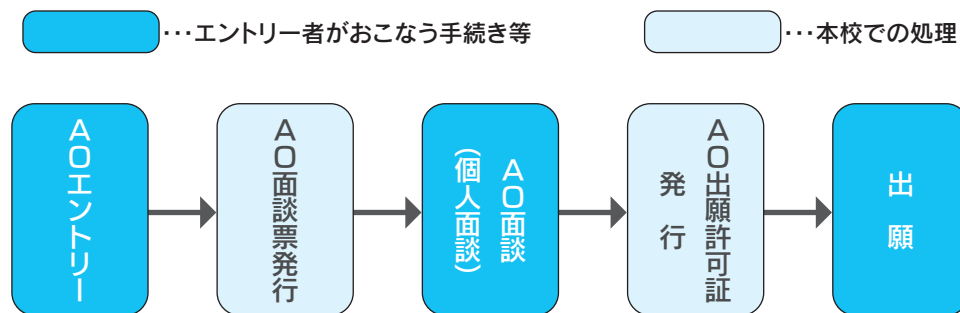 ･･･エントリー者がおこなう手続き等
･･･本校での処理
AOエントリー
AO面談票発行
AO面談
(個人面談)
AO出願許可証
発行
出願